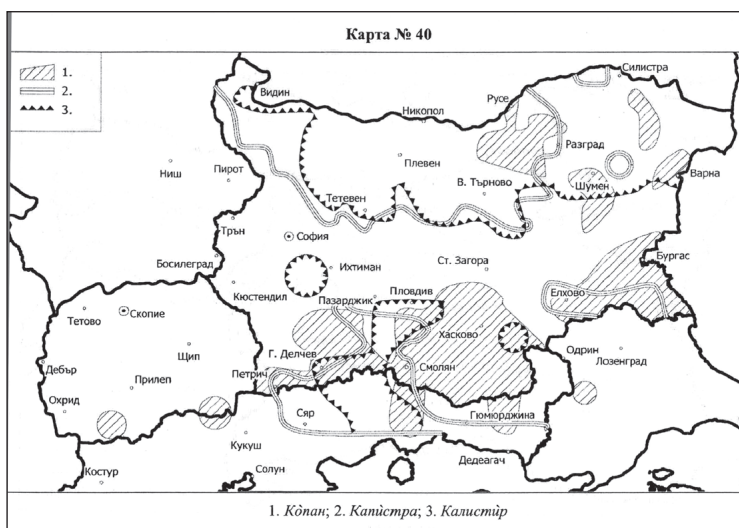 Карта № 40
1.
2.
3.
Силистра
Видин
Русе
Никопол
Разград
Плевен
Ниш
Пирот
В. Търново
Шумен
Варна
Тетевен
Трън
София
Босилеград
Ихтиман
Ст. Загора
Бургас
Кюстендил
Пловдив
Елхово
Пазарджик
Тетово
Скопие
Хасково
Щип
Г. Делчев
Одрин
Лозенград
Дебър
Петрич
Смолян
Прилеп
Охрид
Сяр
Гюмюрджина
Кукуш
Дедеагач
Костур
Солун
1. Ко̀пан; 2. Капѝстра; 3. Калистѝр